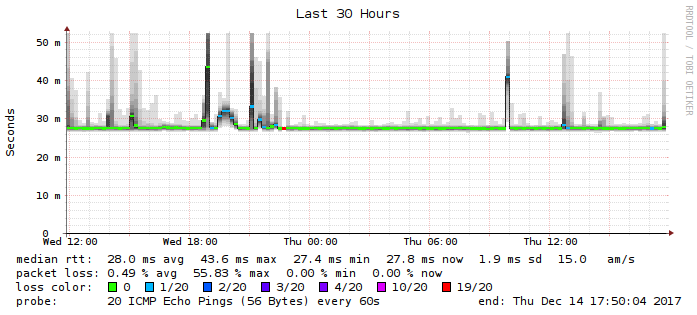 Last 30 Hours
RRDTOOL / TOBI OETIKER
Seconds
50 m
40 m
30 m
20 m
10 m
0
Wed 12:00 Wed 18:00 Thu 00:00 Thu 06:00 Thu 12:00
median rtt: 28.0 ms avg 43.6 ms max 27.4 ms min 27.8 ms now 1.9 ms sd 15.0 am/s
packet loss: 0.49 % avg 55.83 % max 0.00 % min 0.00 % now
loss color: 0 1/20 2/20 3/20 4/20 10/20 19/20
probe: 20 ICMP Echo Pings (56 Bytes) every 60s end: Thu Dec 14 17:50:04 2017